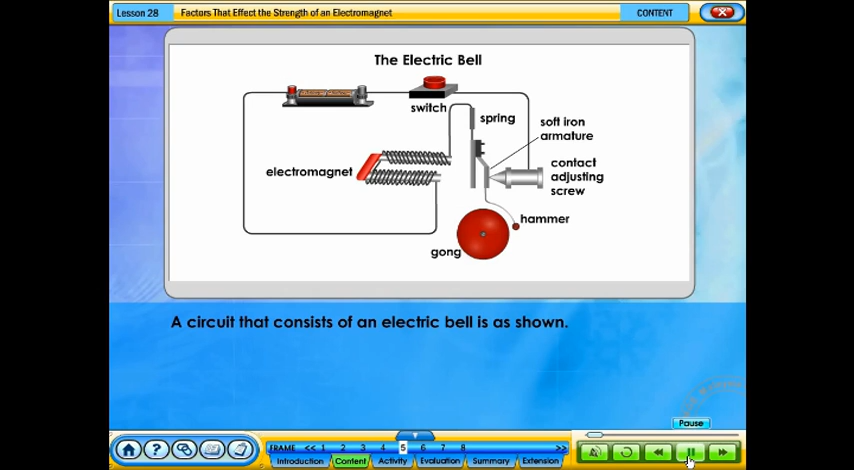 Lesson 28
Factors That Effect the Strength of an Electromagnet
CONTENT
The Electric Bell
switch
spring
soft iron
armature
electromagnet
contact
adjusting
screw
hammer
gong
A circuit that consists of an electric bell is as shown.
Pause
FRAME << 1 2 3 4 5 6 7 8 >>
Introduction Content Activity Evaluation Summary Extension